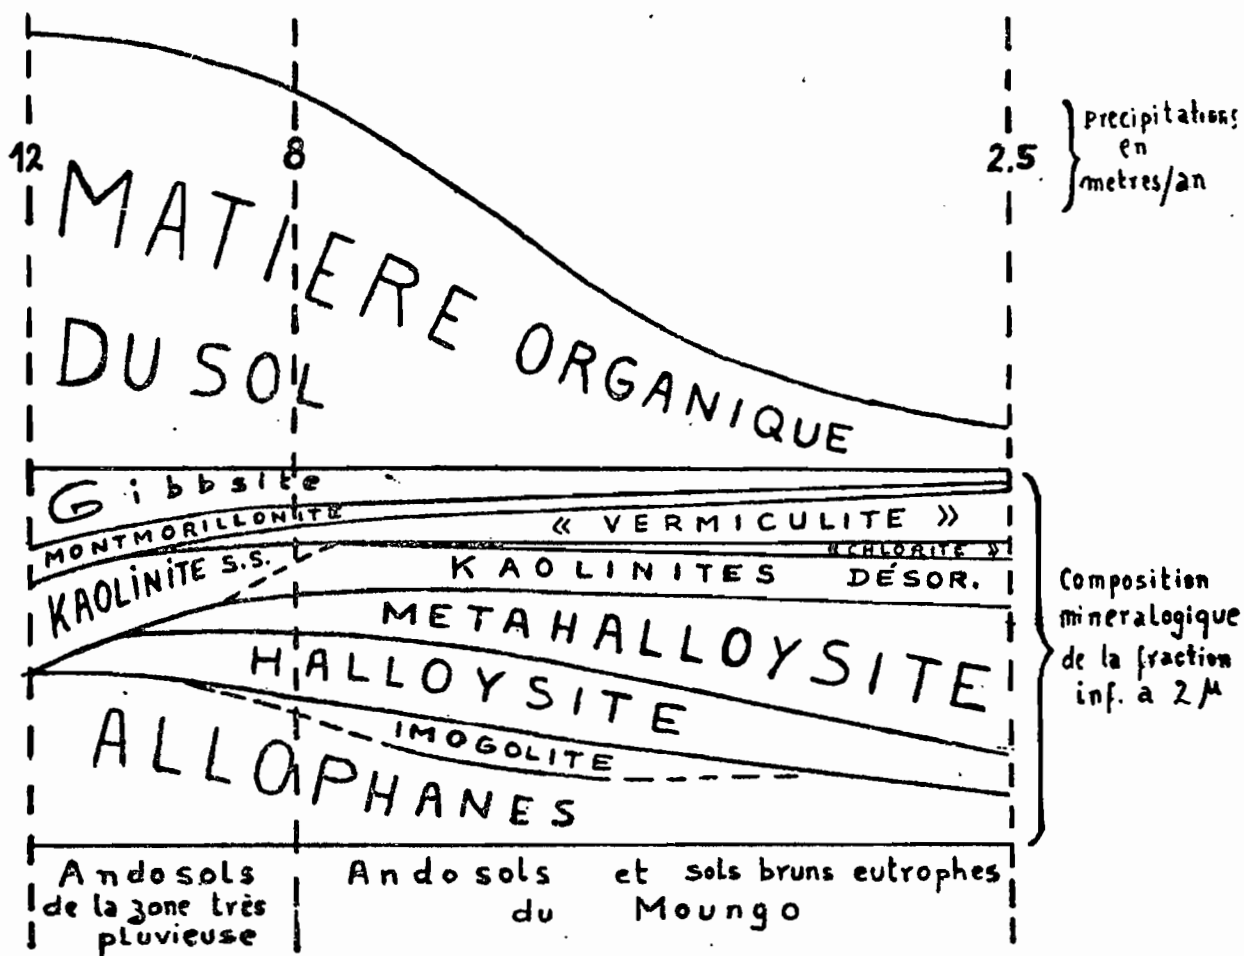 12
8
2.5
precipitations
en
metres/an
MATIERE ORGANIQUE
DU SOL
Gibbsite
MONTMORILLONITE
« VERMICULITE »
« CHLORITE »
KAOLINITE S.S.
KAOLINITES DÉSOR.
METAHALLOYSITE
HALLOYSITE
IMOGOLITE
ALLOPHANES
Composition
mineralogique
de la fraction
inf. a 2 µ
Andosols
de la zone très
pluvieuse
Andosols et sols bruns eutrophes
du Moungo